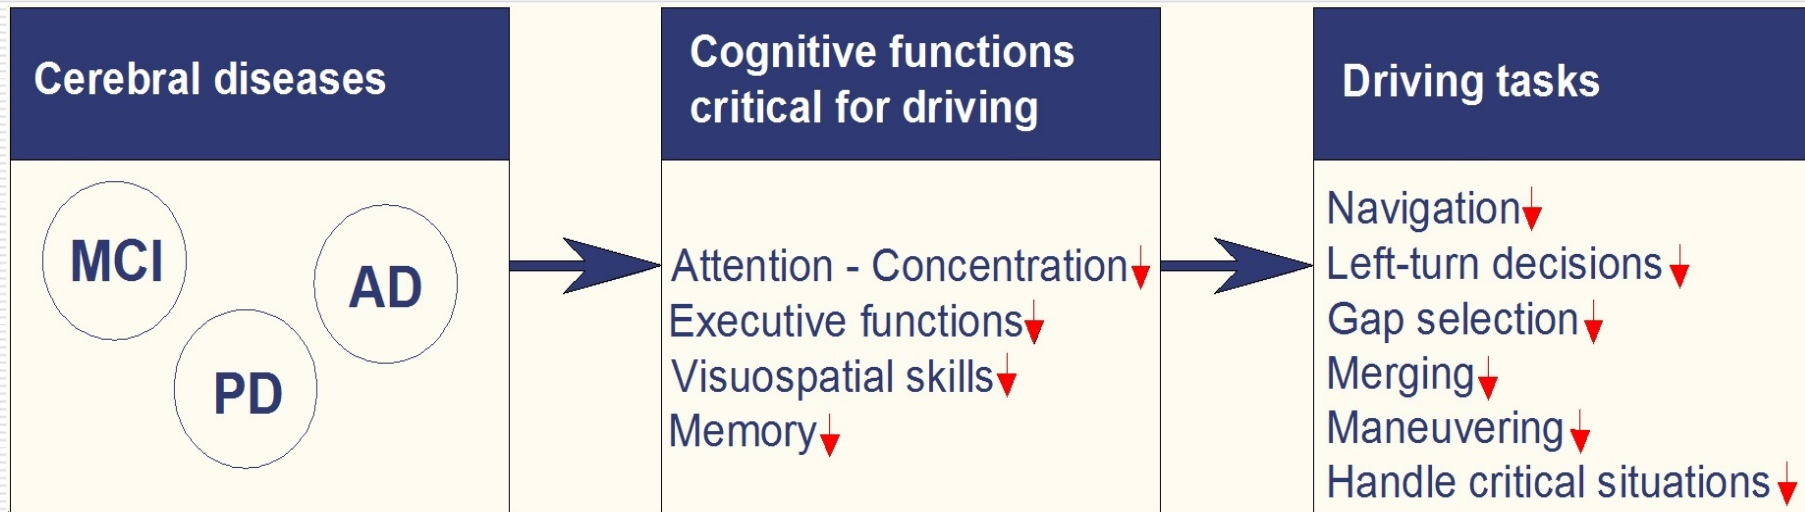 Cerebral diseases
MCI
AD
PD
Cognitive functions
critical for driving
Attention - Concentration
Executive functions
Visuospatial skills
Memory
Driving tasks
Navigation
Left-turn decisions
Gap selection
Merging
Maneuvering
Handle critical situations